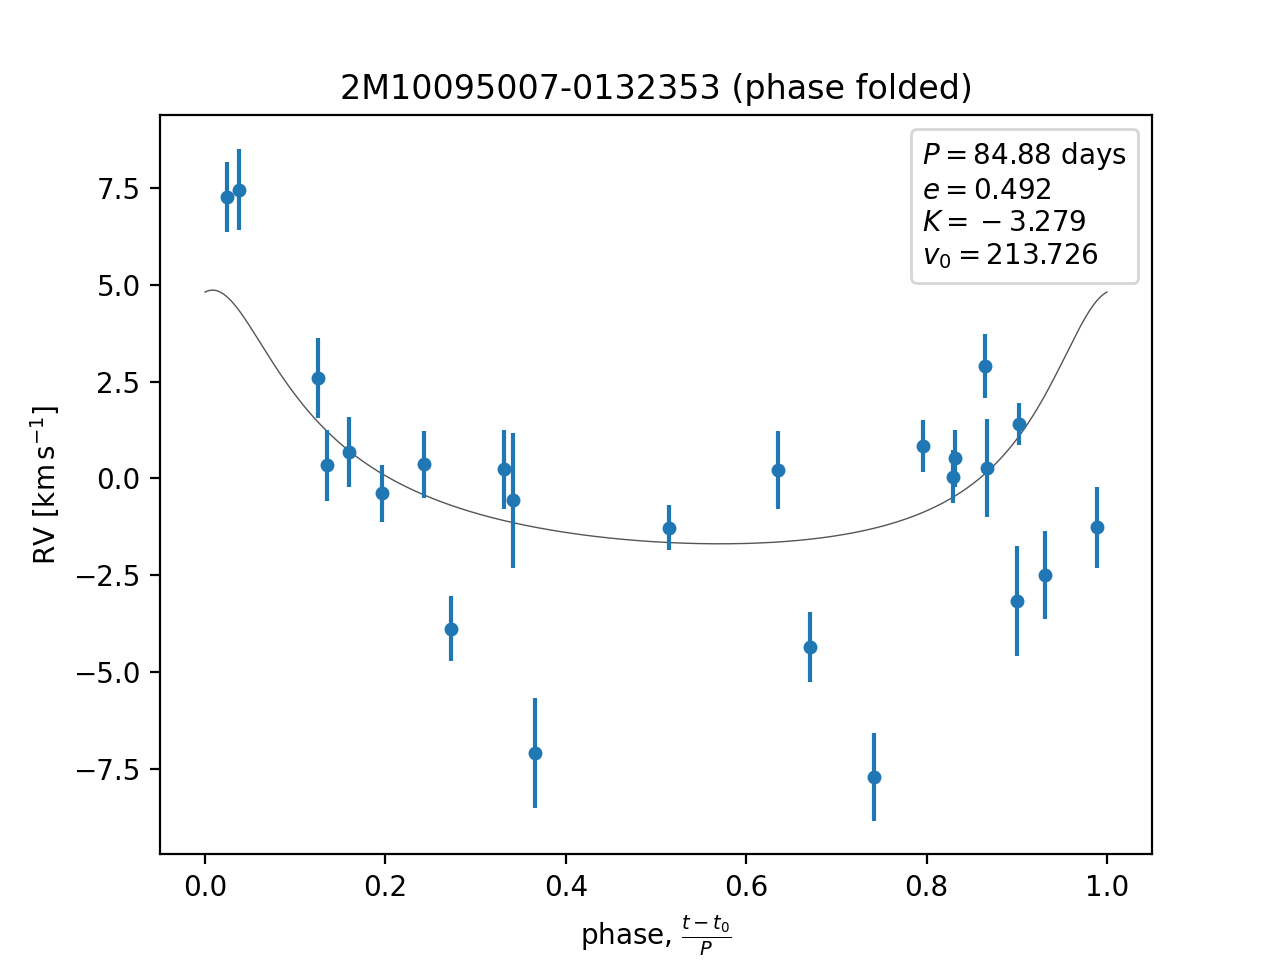 2M10095007-0132353 (phase folded)
P = 84.88 days
e = 0.492
K = −3.279
v₀ = 213.726
7.5
5.0
2.5
0.0
−2.5
−5.0
−7.5
RV [km s⁻¹]
0.0 0.2 0.4 0.6 0.8 1.0
phase, (t − t₀)/P